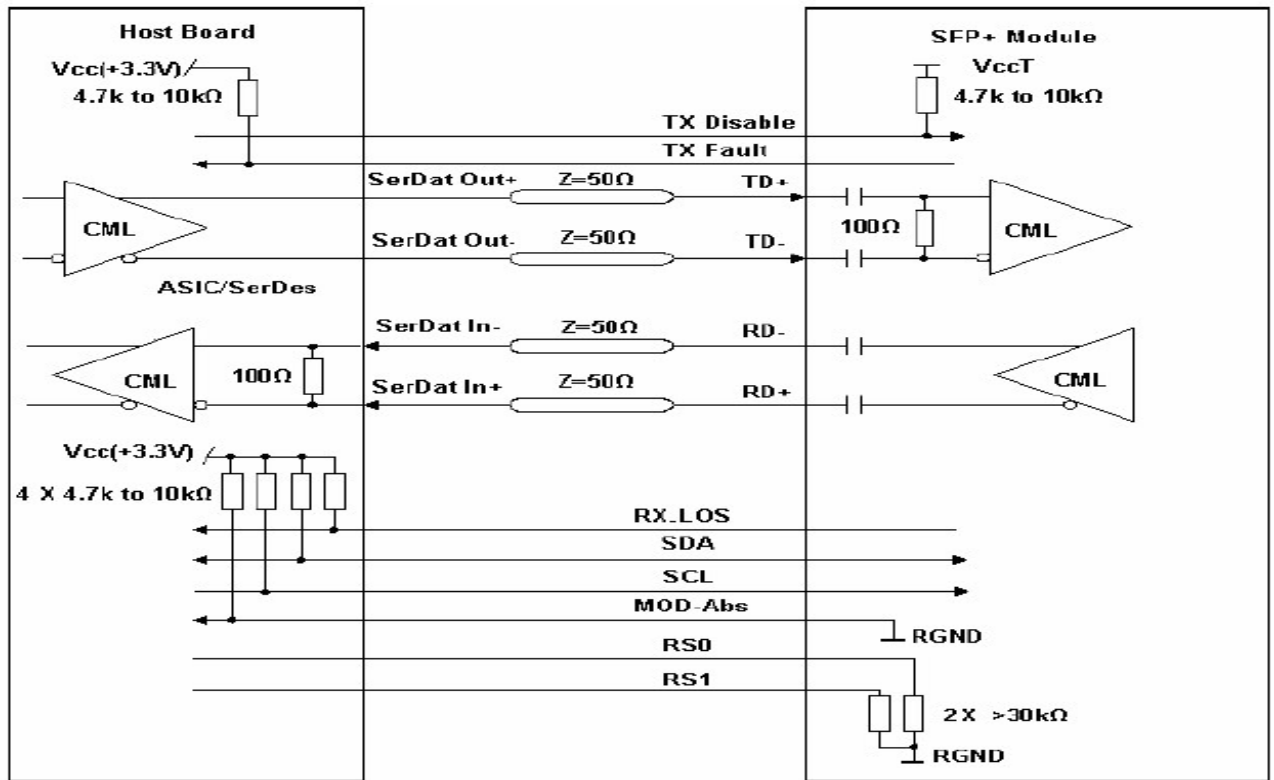 Host Board
Vcc(+3.3V)
4.7k to 10kΩ
SFP+ Module
VccT
4.7k to 10kΩ
TX Disable
TX Fault
SerDat Out+
Z=50Ω
TD+
CML
100Ω
CML
SerDat Out-
Z=50Ω
TD-
ASIC/SerDes
SerDat In-
Z=50Ω
RD-
CML
100Ω
CML
SerDat In+
Z=50Ω
RD+
Vcc(+3.3V)
4 X 4.7k to 10kΩ
RX_LOS
SDA
SCL
MOD-Abs
RGND
RS0
RS1
2X >30kΩ
RGND